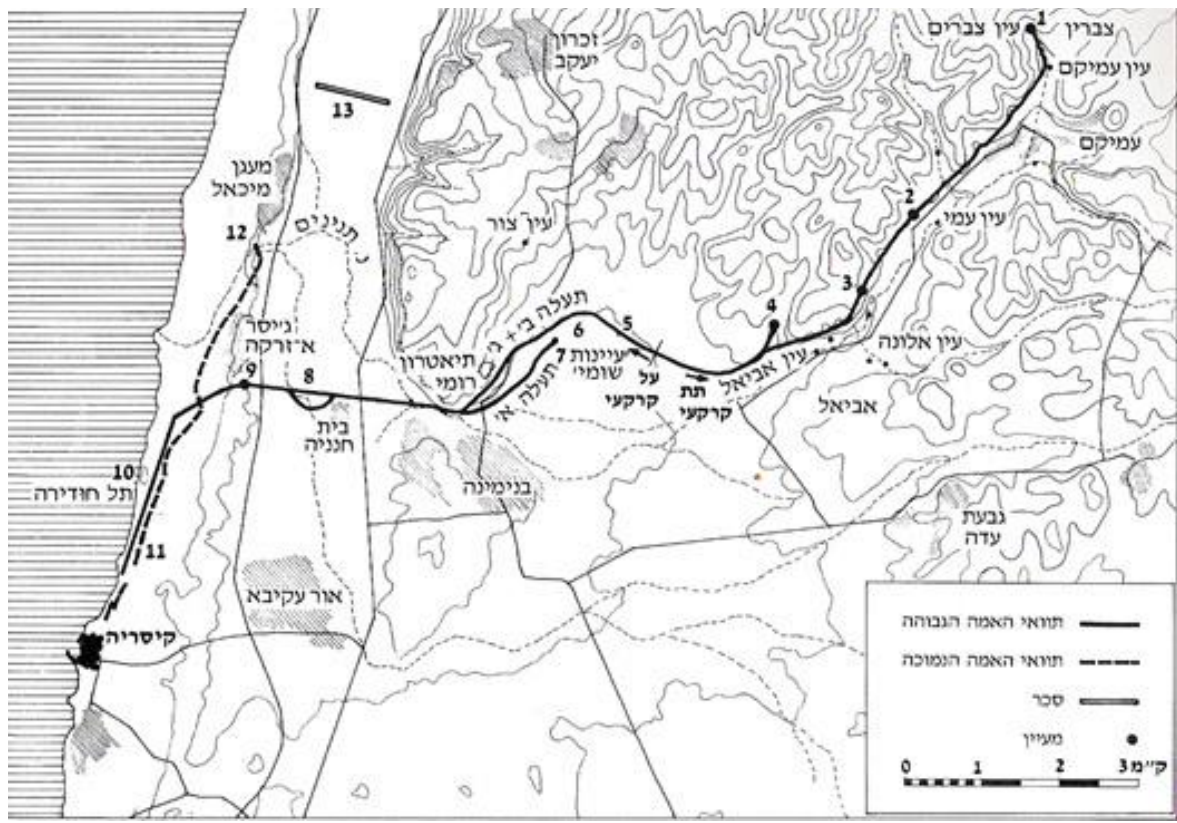 1
צברין
עין צברים
עין עמיקם
עמיקם
זכרון
יעקב
13
מעגן
מיכאל
12
נ. תנינים
עין צור
2
עין עמי
3
4
ג'יסר
א-זרקה
9
8
בית
חנניה
תיאטרון
רומי
תעלה ב' + ג'
5
6
עיינות
שומי
7
תעלה א'
על
קרקעי
תת
קרקעי
עין אביאל
עין אלונה
אביאל
בנימינה
10
תל חודירה
11
גבעת
עדה
אור עקיבא
קיסריה
תוואי האמה הגבוהה
תוואי האמה הנמוכה
סכר
מעיין
0 1 2 3 ק"מ